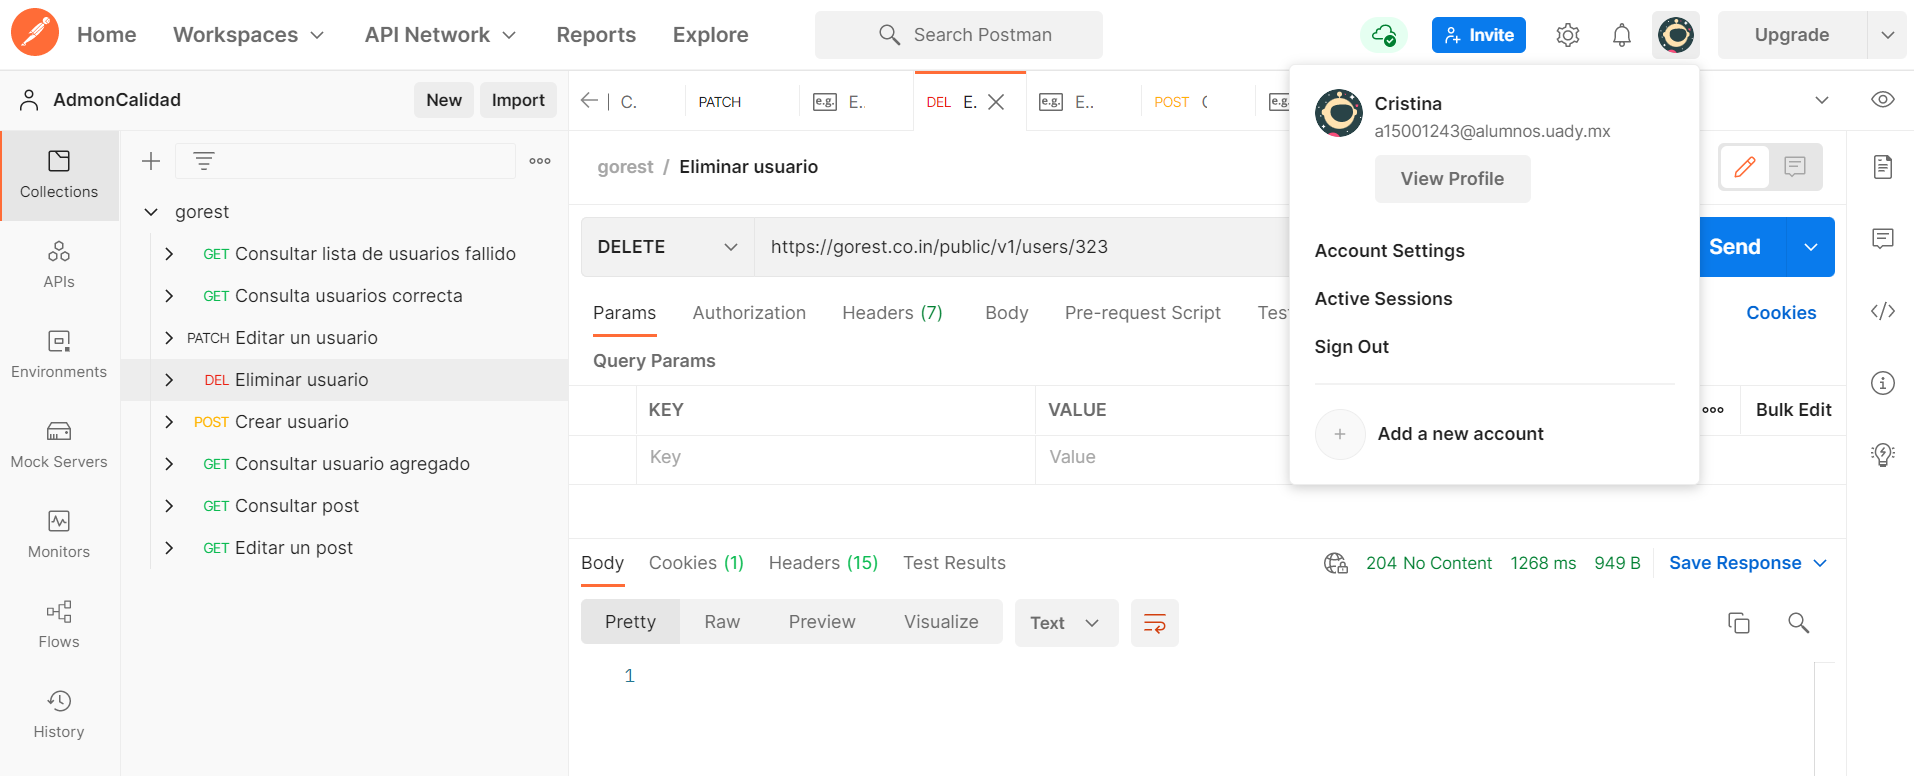 Home Workspaces API Network Reports Explore Search Postman Invite Upgrade
AdmonCalidad New Import
C. PATCH e.g. E. DEL E. e.g. E.. POST e.g.
Cristina
a15001243@alumnos.uady.mx
View Profile
Account Settings
Active Sessions
Sign Out
Add a new account
Collections
APIs
Environments
Mock Servers
Monitors
Flows
History
gorest
GET Consultar lista de usuarios fallido
GET Consulta usuarios correcta
PATCH Editar un usuario
DEL Eliminar usuario
POST Crear usuario
GET Consultar usuario agregado
GET Consultar post
GET Editar un post
gorest / Eliminar usuario
DELETE https://gorest.co.in/public/v1/users/323 Send
Params Authorization Headers (7) Body Pre-request Script Tes Cookies
Query Params
KEY VALUE Bulk Edit
Key Value
Body Cookies (1) Headers (15) Test Results 204 No Content 1268 ms 949 B Save Response
Pretty Raw Preview Visualize Text
1